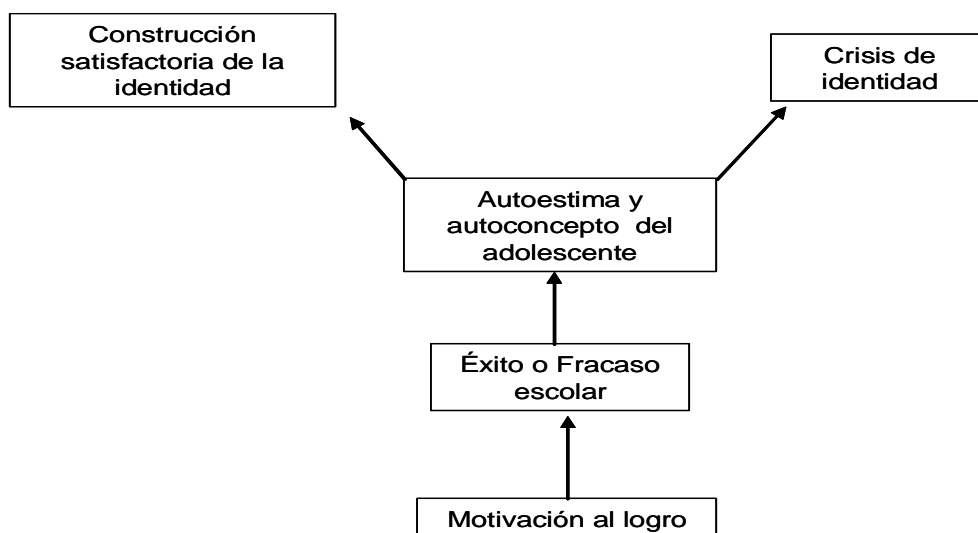 Construcción
satisfactoria de la
identidad
Crisis de
identidad
Autoestima y
autoconcepto del
adolescente
Éxito o Fracaso
escolar
Motivación al logro